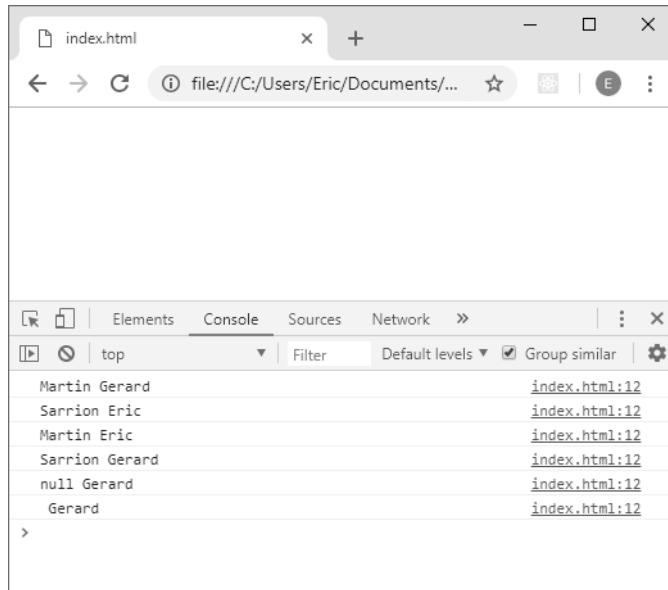 index.html
file:///C:/Users/Eric/Documents/...
E
Elements Console Sources Network
top Filter Default levels Group similar
Martin Gerard index.html:12
Sarrion Eric index.html:12
Martin Eric index.html:12
Sarrion Gerard index.html:12
null Gerard index.html:12
Gerard index.html:12